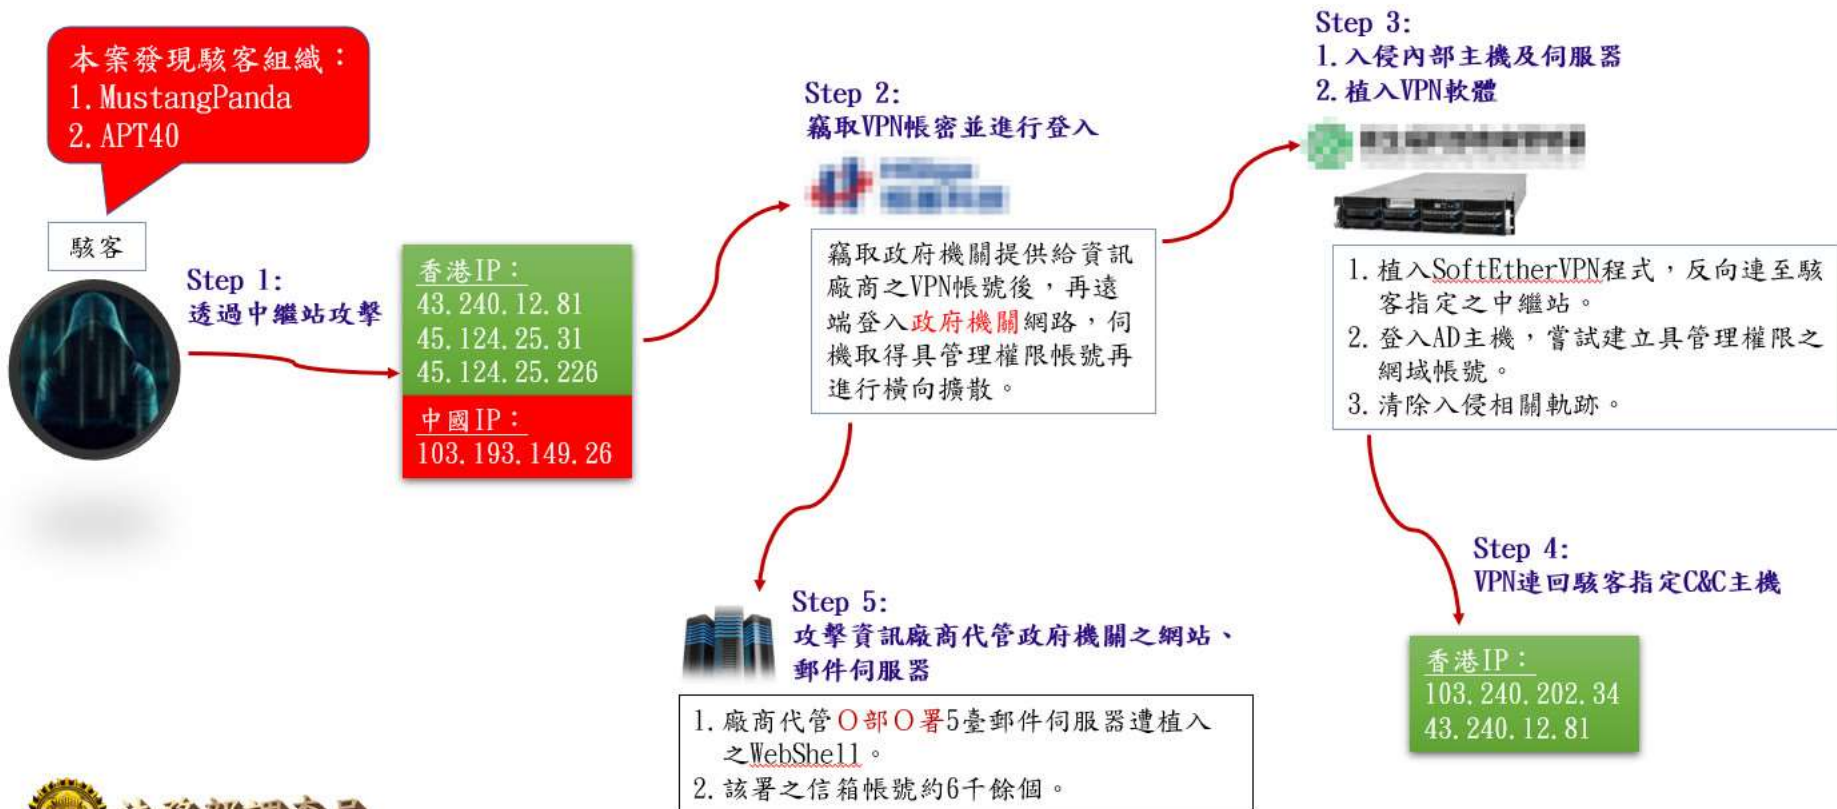 本案發現駭客組織：
1.MustangPanda
2.APT40
駭客
Step 1:
透過中繼站攻擊
香港IP：
43.240.12.81
45.124.25.31
45.124.25.226
中國IP：
103.193.149.26
Step 2:
竊取VPN帳密並進行登入
竊取政府機關提供給資訊
廠商之VPN帳號後，再遠
端登入政府機關網路，伺
機取得具管理權限帳號再
進行橫向擴散。
Step 3:
1.入侵內部主機及伺服器
2.植入VPN軟體
1.植入SoftEtherVPN程式，反向連至駭
客指定之中繼站。
2.登入AD主機，嘗試建立具管理權限之
網域帳號。
3.清除入侵相關軌跡。
Step 4:
VPN連回駭客指定C&C主機
香港IP：
103.240.202.34
43.240.12.81
Step 5:
攻擊資訊廠商代管政府機關之網站、
郵件伺服器
1.廠商代管〇部〇署5臺郵件伺服器遭植入
之WebShell。
2.該署之信箱帳號約6千餘個。